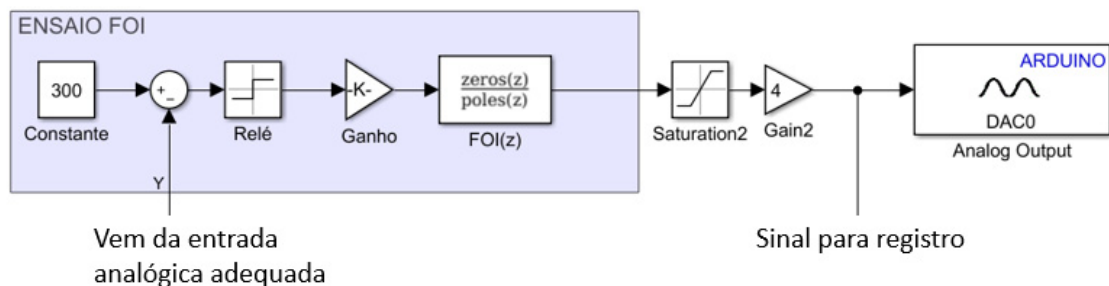 ENSAIO FOI
300
Constante
+
−
Relé
-K-
Ganho
zeros(z)
poles(z)
FOI(z)
Saturation2
4
Gain2
ARDUINO
DAC0
Analog Output
Y
Vem da entrada
analógica adequada
Sinal para registro